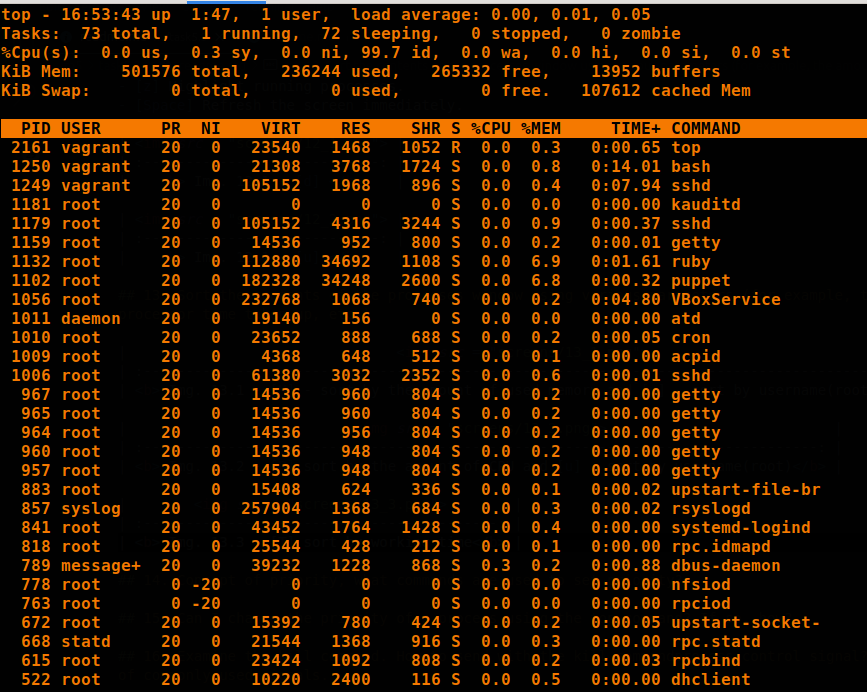 top - 16:53:43 up  1:47,  1 user,  load average: 0.00, 0.01, 0.05
Tasks:  73 total,   1 running,  72 sleeping,   0 stopped,   0 zombie
%Cpu(s):  0.0 us,  0.3 sy,  0.0 ni, 99.7 id,  0.0 wa,  0.0 hi,  0.0 si,  0.0 st
KiB Mem:    501576 total,   236244 used,   265332 free,    13952 buffers
KiB Swap:        0 total,        0 used,        0 free.   107612 cached Mem
  PID USER      PR  NI    VIRT    RES    SHR S %CPU %MEM     TIME+ COMMAND
 2161 vagrant   20   0   23540   1468   1052 R  0.0  0.3   0:00.65 top
 1250 vagrant   20   0   21308   3768   1724 S  0.0  0.8   0:14.01 bash
 1249 vagrant   20   0  105152   1968    896 S  0.0  0.4   0:07.94 sshd
 1181 root      20   0       0      0      0 S  0.0  0.0   0:00.00 kauditd
 1179 root      20   0  105152   4316   3244 S  0.0  0.9   0:00.37 sshd
 1159 root      20   0   14536    952    800 S  0.0  0.2   0:00.01 getty
 1132 root      20   0  112880  34692   1108 S  0.0  6.9   0:01.61 ruby
 1102 root      20   0  182328  34248   2600 S  0.0  6.8   0:00.32 puppet
 1056 root      20   0  232768   1068    740 S  0.0  0.2   0:04.80 VBoxService
 1011 daemon    20   0   19140    156      0 S  0.0  0.0   0:00.00 atd
 1010 root      20   0   23652    888    688 S  0.0  0.2   0:00.05 cron
 1009 root      20   0    4368    648    512 S  0.0  0.1   0:00.00 acpid
 1006 root      20   0   61380   3032   2352 S  0.0  0.6   0:00.01 sshd
  967 root      20   0   14536    960    804 S  0.0  0.2   0:00.00 getty
  965 root      20   0   14536    960    804 S  0.0  0.2   0:00.00 getty
  964 root      20   0   14536    956    804 S  0.0  0.2   0:00.00 getty
  960 root      20   0   14536    948    804 S  0.0  0.2   0:00.00 getty
  957 root      20   0   14536    948    804 S  0.0  0.2   0:00.00 getty
  883 root      20   0   15408    624    336 S  0.0  0.1   0:00.02 upstart-file-br
  857 syslog    20   0  257904   1368    684 S  0.0  0.3   0:00.02 rsyslogd
  841 root      20   0   43452   1764   1428 S  0.0  0.4   0:00.00 systemd-logind
  818 root      20   0   25544    428    212 S  0.0  0.1   0:00.00 rpc.idmapd
  789 message+  20   0   39232   1228    868 S  0.3  0.2   0:00.88 dbus-daemon
  778 root       0 -20       0      0      0 S  0.0  0.0   0:00.00 nfsiod
  763 root       0 -20       0      0      0 S  0.0  0.0   0:00.00 rpciod
  672 root      20   0   15392    780    424 S  0.0  0.2   0:00.05 upstart-socket-
  668 statd     20   0   21544   1368    916 S  0.0  0.3   0:00.00 rpc.statd
  615 root      20   0   23424   1092    808 S  0.0  0.2   0:00.03 rpcbind
  522 root      20   0   10220   2400    116 S  0.0  0.5   0:00.00 dhclient